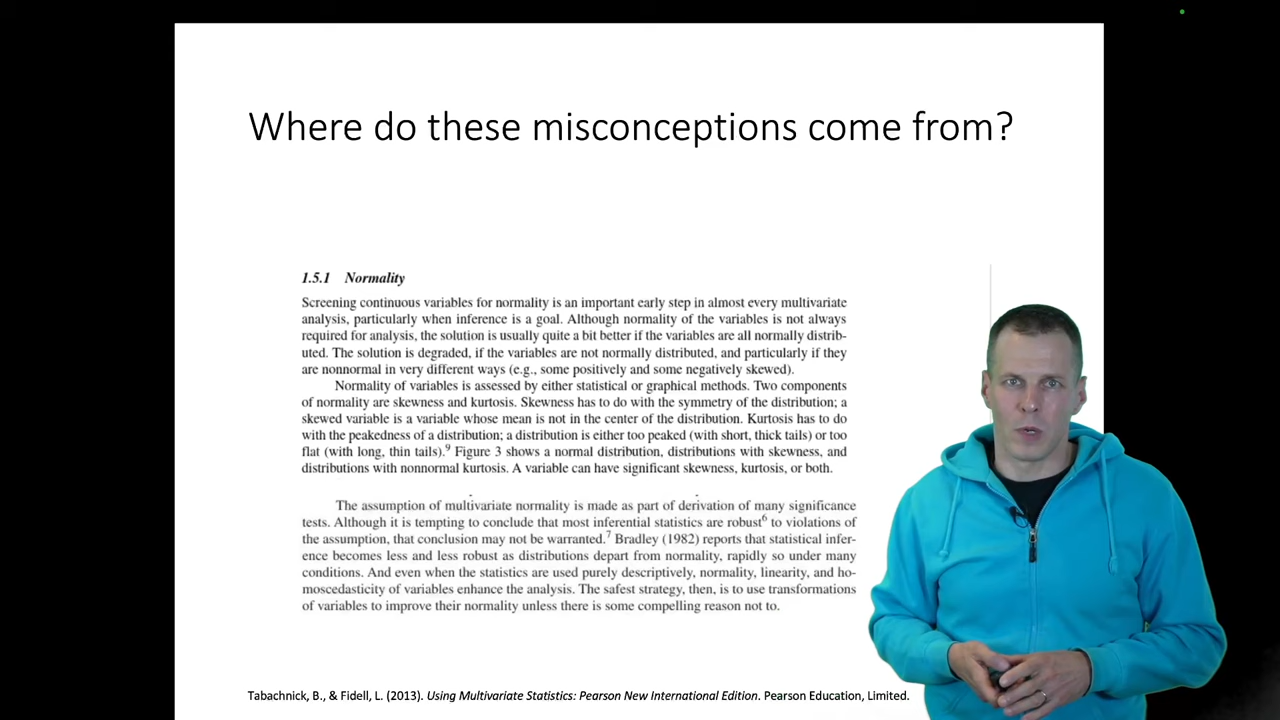 Where do these misconceptions come from?
1.5.1 Normality
Screening continuous variables for normality is an important early step in almost every multivariate
analysis, particularly when inference is a goal. Although normality of the variables is not always
required for analysis, the solution is usually quite a bit better if the variables are all normally distrib-
uted. The solution is degraded, if the variables are not normally distributed, and particularly if they
are nonnormal in very different ways (e.g., some positively and some negatively skewed).
Normality of variables is assessed by either statistical or graphical methods. Two components
of normality are skewness and kurtosis. Skewness has to do with the symmetry of the distribution; a
skewed variable is a variable whose mean is not in the center of the distribution. Kurtosis has to do
with the peakedness of a distribution; a distribution is either too peaked (with short, thick tails) or too
flat (with long, thin tails).⁹ Figure 3 shows a normal distribution, distributions with skewness, and
distributions with nonnormal kurtosis. A variable can have significant skewness, kurtosis, or both.
The assumption of multivariate normality is made as part of derivation of many significance
tests. Although it is tempting to conclude that most inferential statistics are robust⁶ to violations of
the assumption, that conclusion may not be warranted.⁷ Bradley (1982) reports that statistical infer-
ence becomes less and less robust as distributions depart from normality, rapidly so under many
conditions. And even when the statistics are used purely descriptively, normality, linearity, and ho-
moscedasticity of variables enhance the analysis. The safest strategy, then, is to use transformations
of variables to improve their normality unless there is some compelling reason not to.
Tabachnick, B., & Fidell, L. (2013). Using Multivariate Statistics: Pearson New International Edition. Pearson Education, Limited.